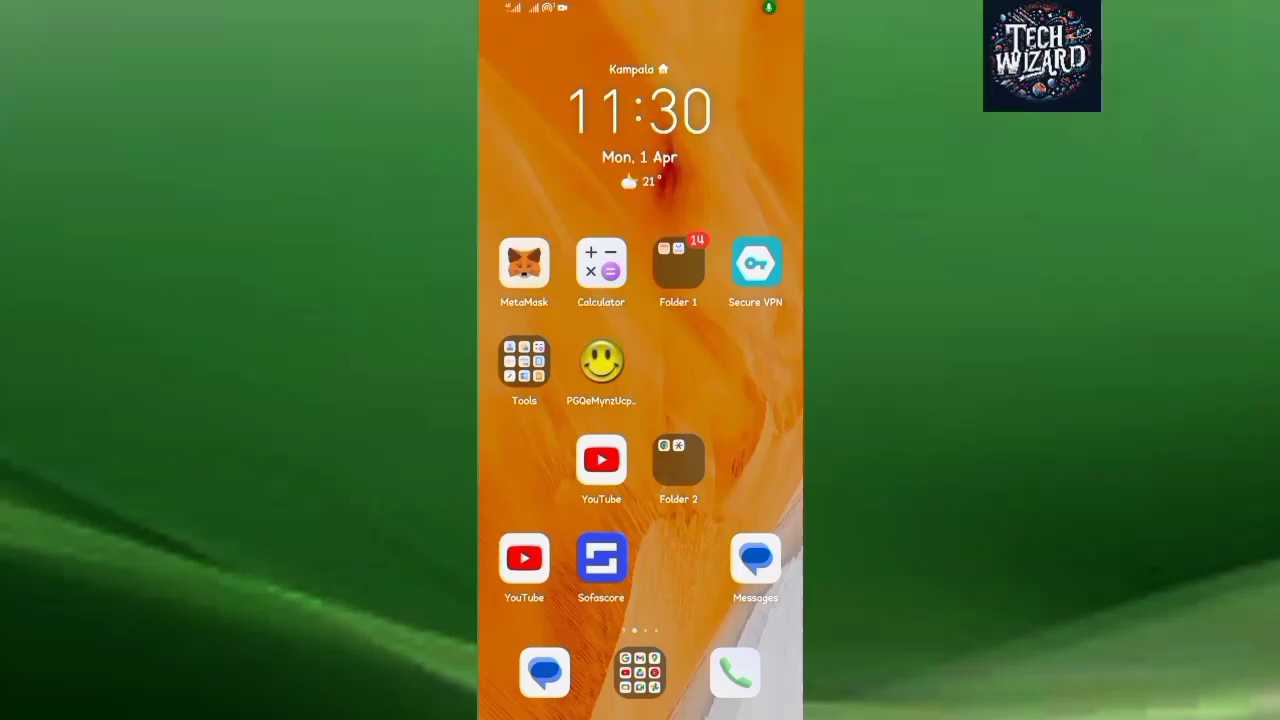 TECH
WIZARD
Kampala
11:30
Mon, 1 Apr
21°
14
MetaMask
Calculator
Folder 1
Secure VPN
Tools
PGQeMynzUcp..
YouTube
Folder 2
YouTube
Sofascore
Messages